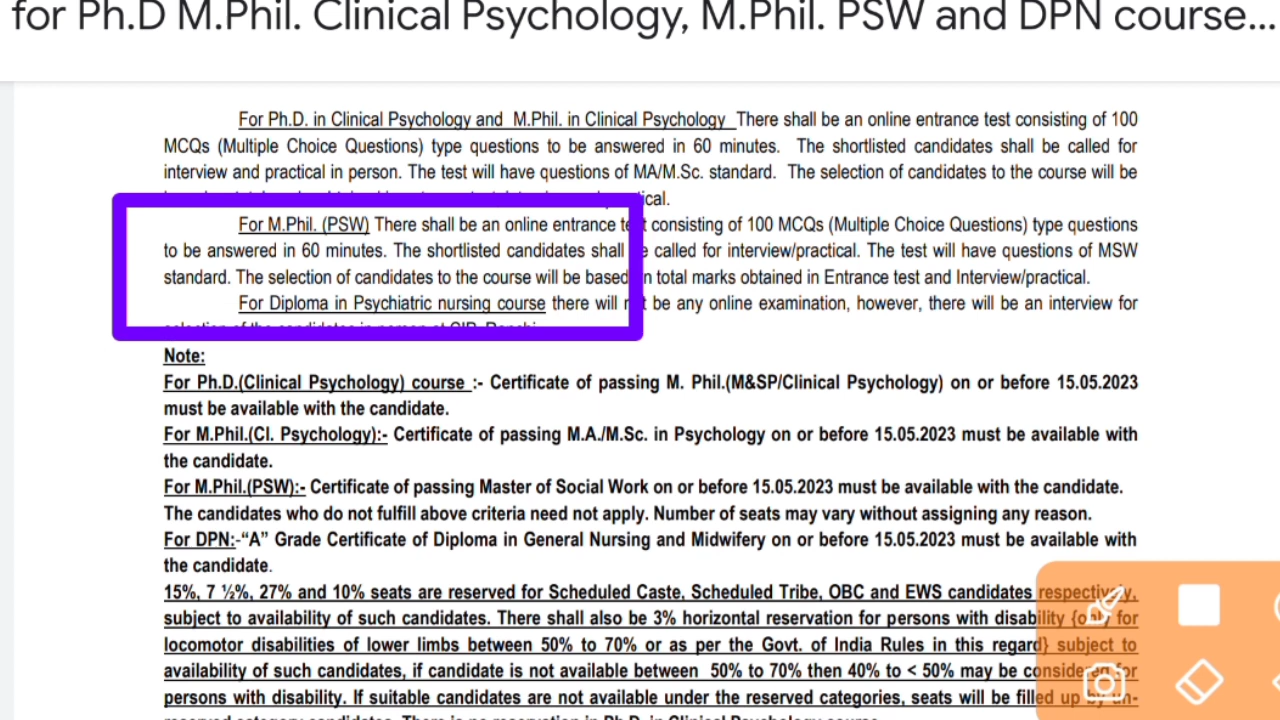 for Ph.D M.Phil. Clinical Psychology, M.Phil. PSW and DPN course...
For Ph.D. in Clinical Psychology and M.Phil. in Clinical Psychology There shall be an online entrance test consisting of 100
MCQs (Multiple Choice Questions) type questions to be answered in 60 minutes. The shortlisted candidates shall be called for
interview and practical in person. The test will have questions of MA/M.Sc. standard. The selection of candidates to the course will be
For M.Phil. (PSW) There shall be an online entrance test consisting of 100 MCQs (Multiple Choice Questions) type questions
to be answered in 60 minutes. The shortlisted candidates shall be called for interview/practical. The test will have questions of MSW
standard. The selection of candidates to the course will be based on total marks obtained in Entrance test and Interview/practical.
For Diploma in Psychiatric nursing course there will not be any online examination, however, there will be an interview for
Note:
For Ph.D.(Clinical Psychology) course :- Certificate of passing M. Phil.(M&SP/Clinical Psychology) on or before 15.05.2023
must be available with the candidate.
For M.Phil.(Cl. Psychology):- Certificate of passing M.A./M.Sc. in Psychology on or before 15.05.2023 must be available with
the candidate.
For M.Phil.(PSW):- Certificate of passing Master of Social Work on or before 15.05.2023 must be available with the candidate.
The candidates who do not fulfill above criteria need not apply. Number of seats may vary without assigning any reason.
For DPN:-“A” Grade Certificate of Diploma in General Nursing and Midwifery on or before 15.05.2023 must be available with
the candidate.
15%, 7 ½%, 27% and 10% seats are reserved for Scheduled Caste, Scheduled Tribe, OBC and EWS candidates respectively,
subject to availability of such candidates. There shall also be 3% horizontal reservation for persons with disability {only for
locomotor disabilities of lower limbs between 50% to 70% or as per the Govt. of India Rules in this regard} subject to
availability of such candidates, if candidate is not available between 50% to 70% then 40% to < 50% may be considered for
persons with disability. If suitable candidates are not available under the reserved categories, seats will be filled up by un-